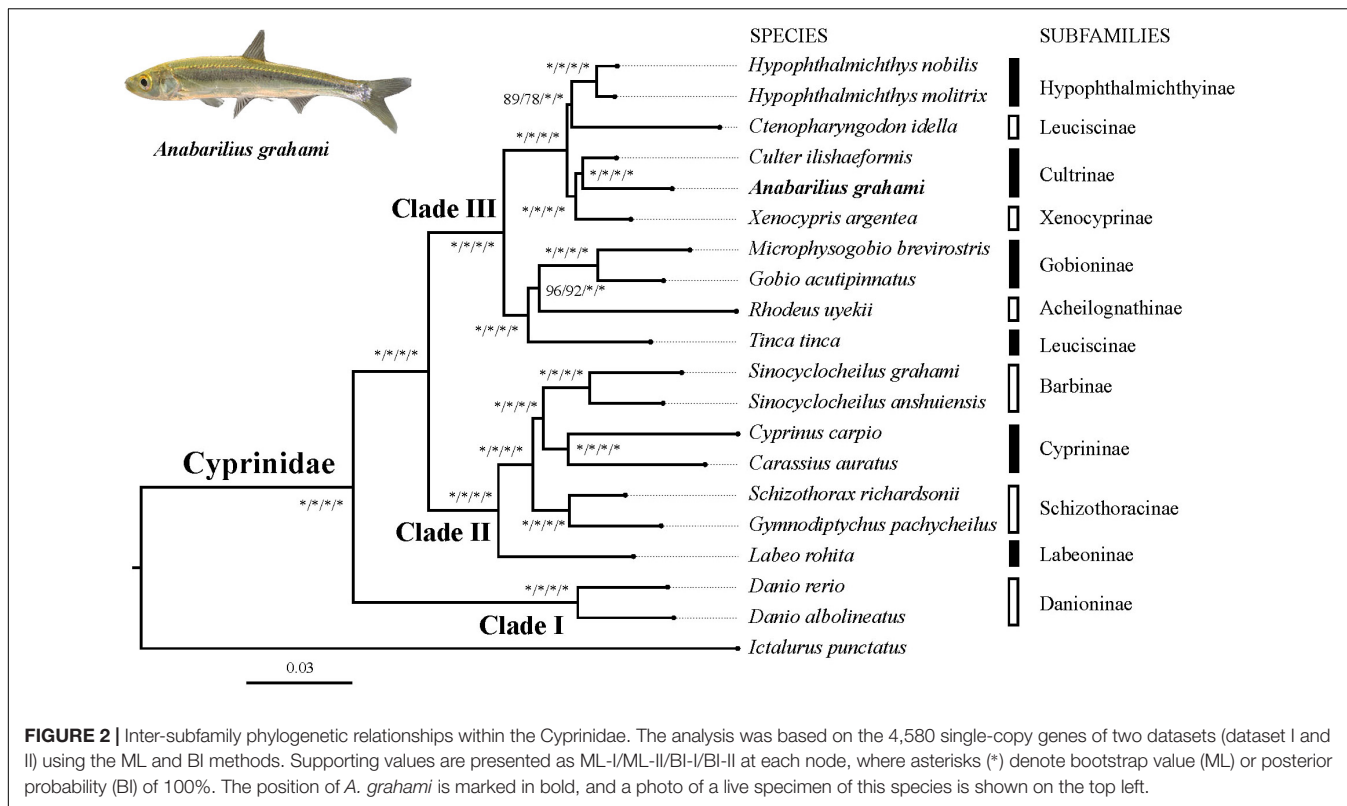 SPECIES
SUBFAMILIES
Anabarilius grahami
*/*/*/*
Hypophthalmichthys nobilis
Hypophthalmichthyinae
89/78/*/*
Hypophthalmichthys molitrix
*/*/*/*
Ctenopharyngodon idella
Leuciscinae
Culter ilishaeformis
*/*/*/*
Cultrinae
Anabarilius grahami
Clade III
*/*/*/*
Xenocypris argentea
Xenocyprinae
*/*/*/*
*/*/*/*
Microphysogobio brevirostris
Gobioninae
Gobio acutipinnatus
96/92/*/*
Rhodeus uyekii
Acheilognathinae
*/*/*/*
Tinca tinca
Leuciscinae
*/*/*/*
*/*/*/*
Sinocyclocheilus grahami
Barbinae
*/*/*/*
Sinocyclocheilus anshuiensis
Cyprinus carpio
*/*/*/*
*/*/*/*
Cyprininae
Cyprinidae
Carassius auratus
*/*/*/*
*/*/*/*
Schizothorax richardsonii
Schizothoracinae
Clade II
*/*/*/*
Gymnodiptychus pachycheilus
Labeo rohita
Labeoninae
*/*/*/*
Danio rerio
Danioninae
Clade I
Danio albolineatus
Ictalurus punctatus
0.03
FIGURE 2 | Inter-subfamily phylogenetic relationships within the Cyprinidae. The analysis was based on the 4,580 single-copy genes of two datasets (dataset I and
II) using the ML and BI methods. Supporting values are presented as ML-I/ML-II/BI-I/BI-II at each node, where asterisks (*) denote bootstrap value (ML) or posterior
probability (BI) of 100%. The position of A. grahami is marked in bold, and a photo of a live specimen of this species is shown on the top left.